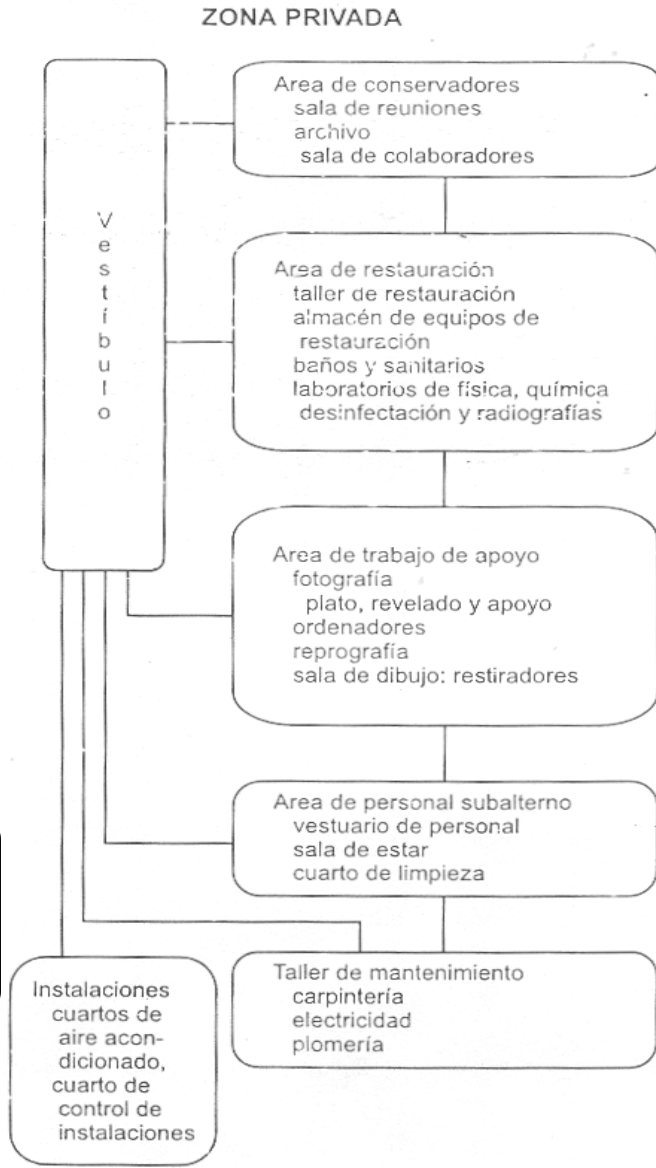 ZONA PRIVADA
Vestíbulo
Area de conservadores
sala de reuniones
archivo
sala de colaboradores
Area de restauración
taller de restauración
almacén de equipos de
restauración
baños y sanitarios
laboratorios de física, química
desinfectación y radiografías
Area de trabajo de apoyo
fotografía
plato, revelado y apoyo
ordenadores
reprografía
sala de dibujo: restiradores
Area de personal subalterno
vestuario de personal
sala de estar
cuarto de limpieza
Taller de mantenimiento
carpintería
electricidad
plomería
Instalaciones
cuartos de
aire acon-
dicionado,
cuarto de
control de
instalaciones